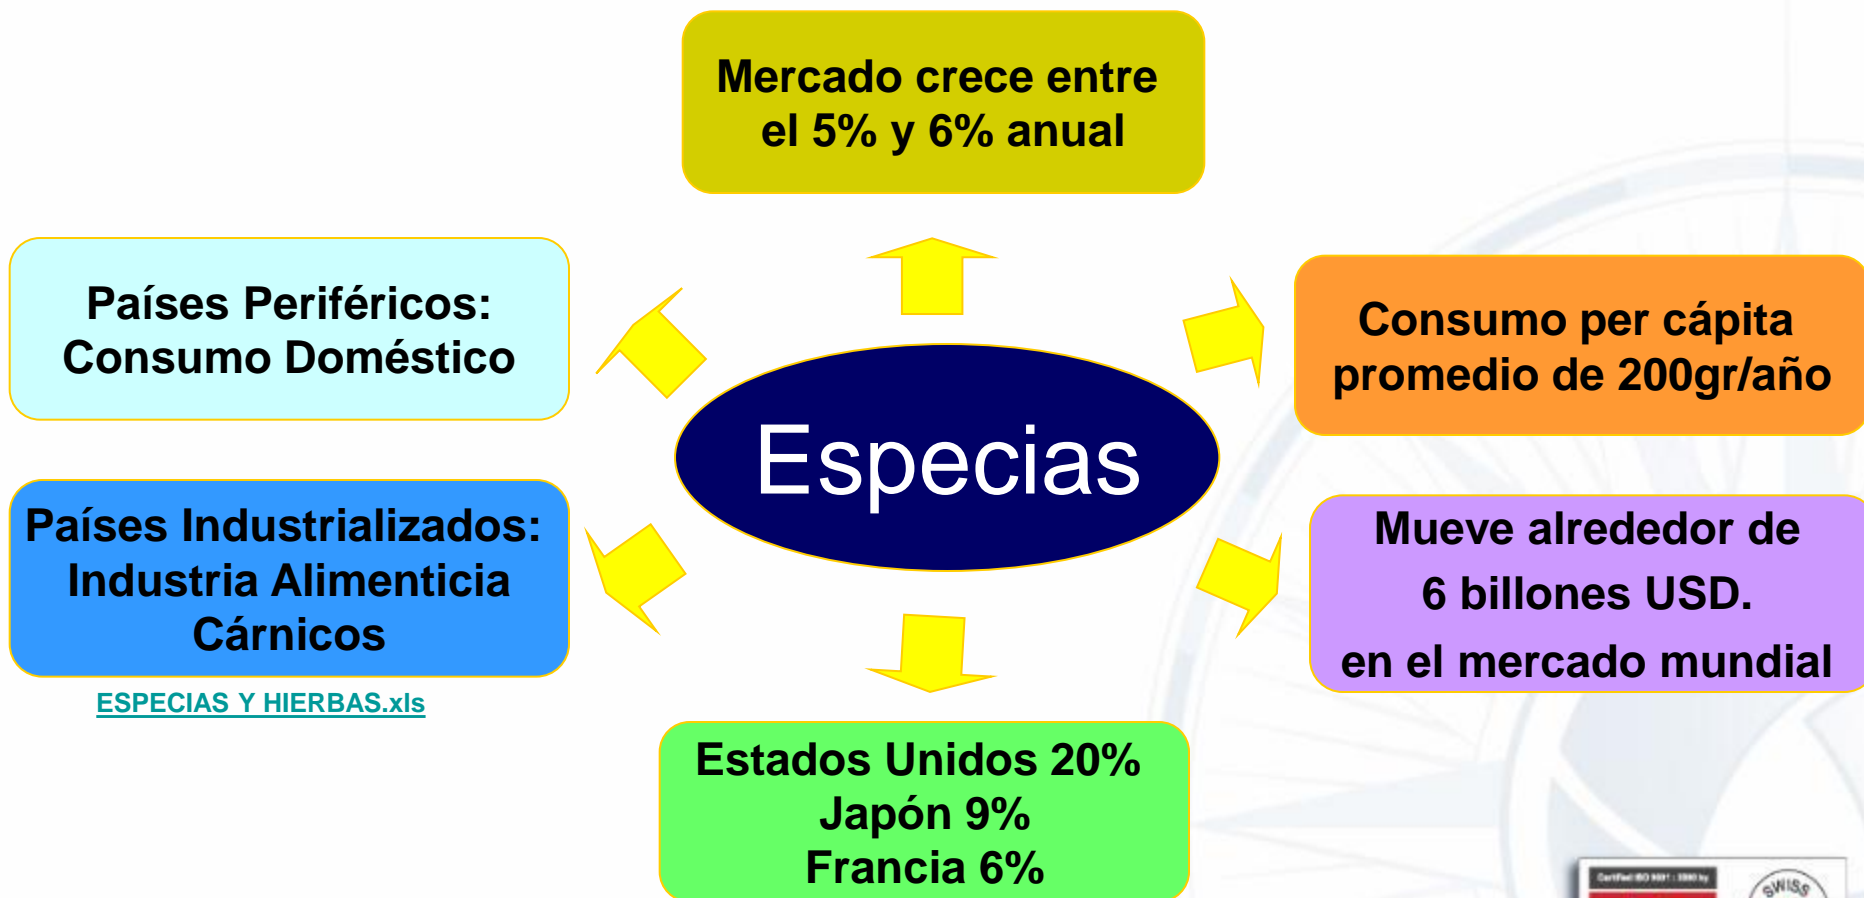 Mercado crece entre
el 5% y 6% anual
Países Periféricos:
Consumo Doméstico
Consumo per cápita
promedio de 200gr/año
Especias
Países Industrializados:
Industria Alimenticia
Cárnicos
Mueve alrededor de
6 billones USD.
en el mercado mundial
ESPECIAS Y HIERBAS.xls
Estados Unidos 20%
Japón 9%
Francia 6%
SWISS